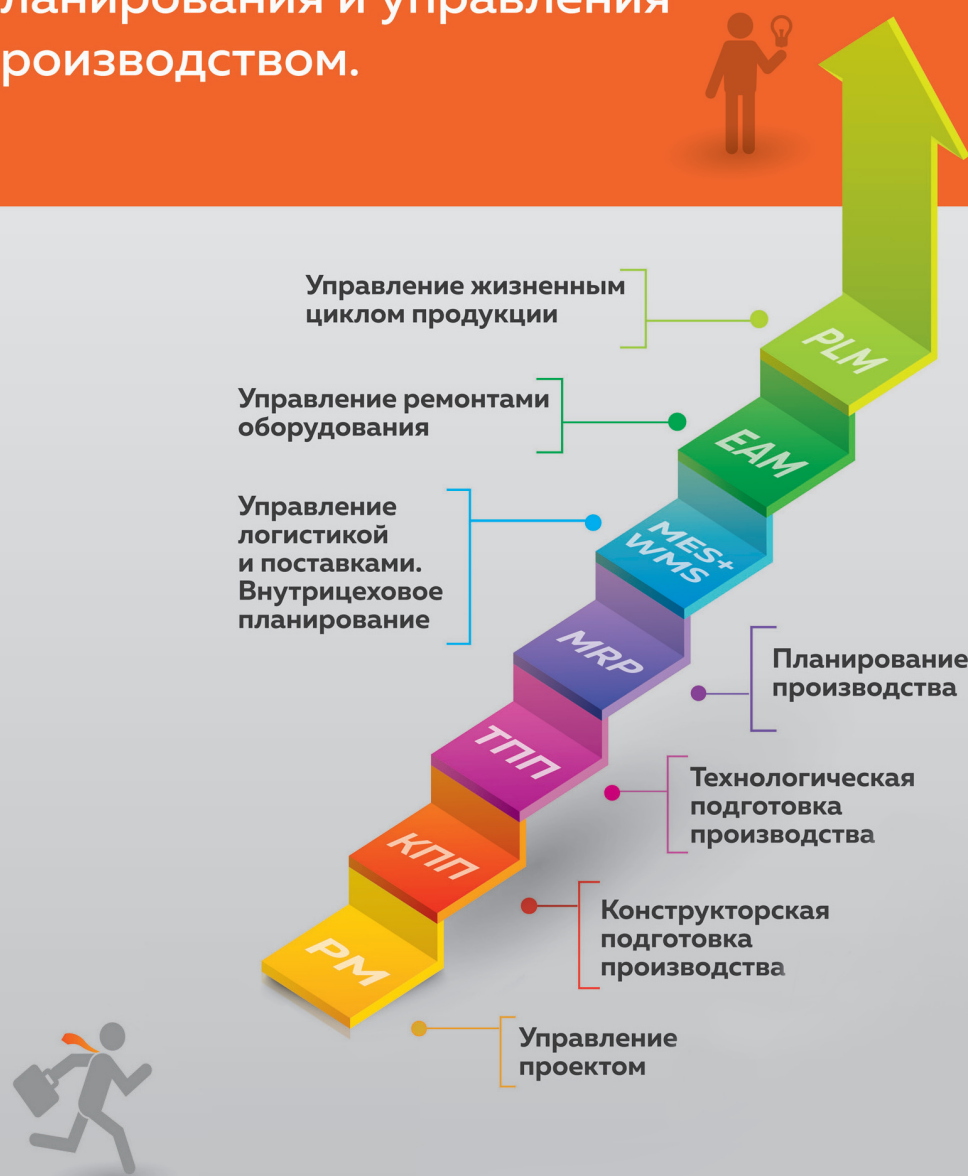 ланирования и управления
роизводством.
Управление жизненным
циклом продукции
PLM
Управление ремонтами
оборудования
EAM
Управление
логистикой
и поставками.
Внутрицеховое
планирование
MES+
WMS
MRP
Планирование
производства
ТПП
Технологическая
подготовка
производства
КПП
Конструкторская
подготовка
производства
PM
Управление
проектом